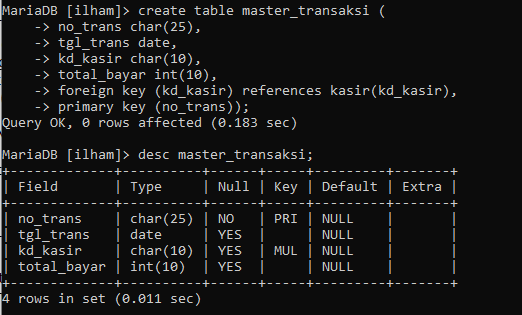 MariaDB [ilham]> create table master_transaksi (
    -> no_trans char(25),
    -> tgl_trans date,
    -> kd_kasir char(10),
    -> total_bayar int(10),
    -> foreign key (kd_kasir) references kasir(kd_kasir),
    -> primary key (no_trans));
Query OK, 0 rows affected (0.183 sec)

MariaDB [ilham]> desc master_transaksi;
+-------------+----------+------+-----+---------+-------+
| Field       | Type     | Null | Key | Default | Extra |
+-------------+----------+------+-----+---------+-------+
| no_trans    | char(25) | NO   | PRI | NULL    |       |
| tgl_trans   | date     | YES  |     | NULL    |       |
| kd_kasir    | char(10) | YES  | MUL | NULL    |       |
| total_bayar | int(10)  | YES  |     | NULL    |       |
+-------------+----------+------+-----+---------+-------+
4 rows in set (0.011 sec)